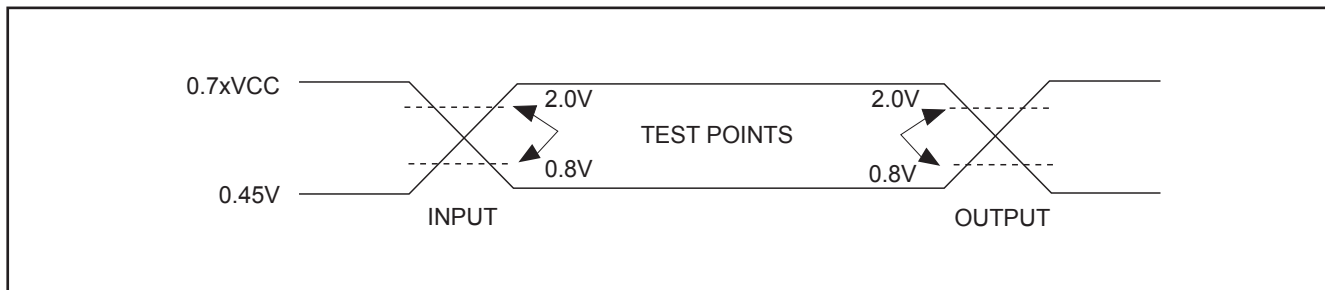 0.7xVCC
2.0V
2.0V
TEST POINTS
0.8V
0.8V
0.45V
INPUT
OUTPUT